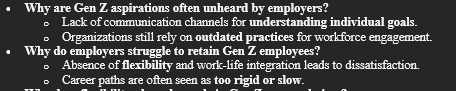 • Why are Gen Z aspirations often unheard by employers?
o Lack of communication channels for understanding individual goals.
o Organizations still rely on outdated practices for workforce engagement.
• Why do employers struggle to retain Gen Z employees?
o Absence of flexibility and work-life integration leads to dissatisfaction.
o Career paths are often seen as too rigid or slow.